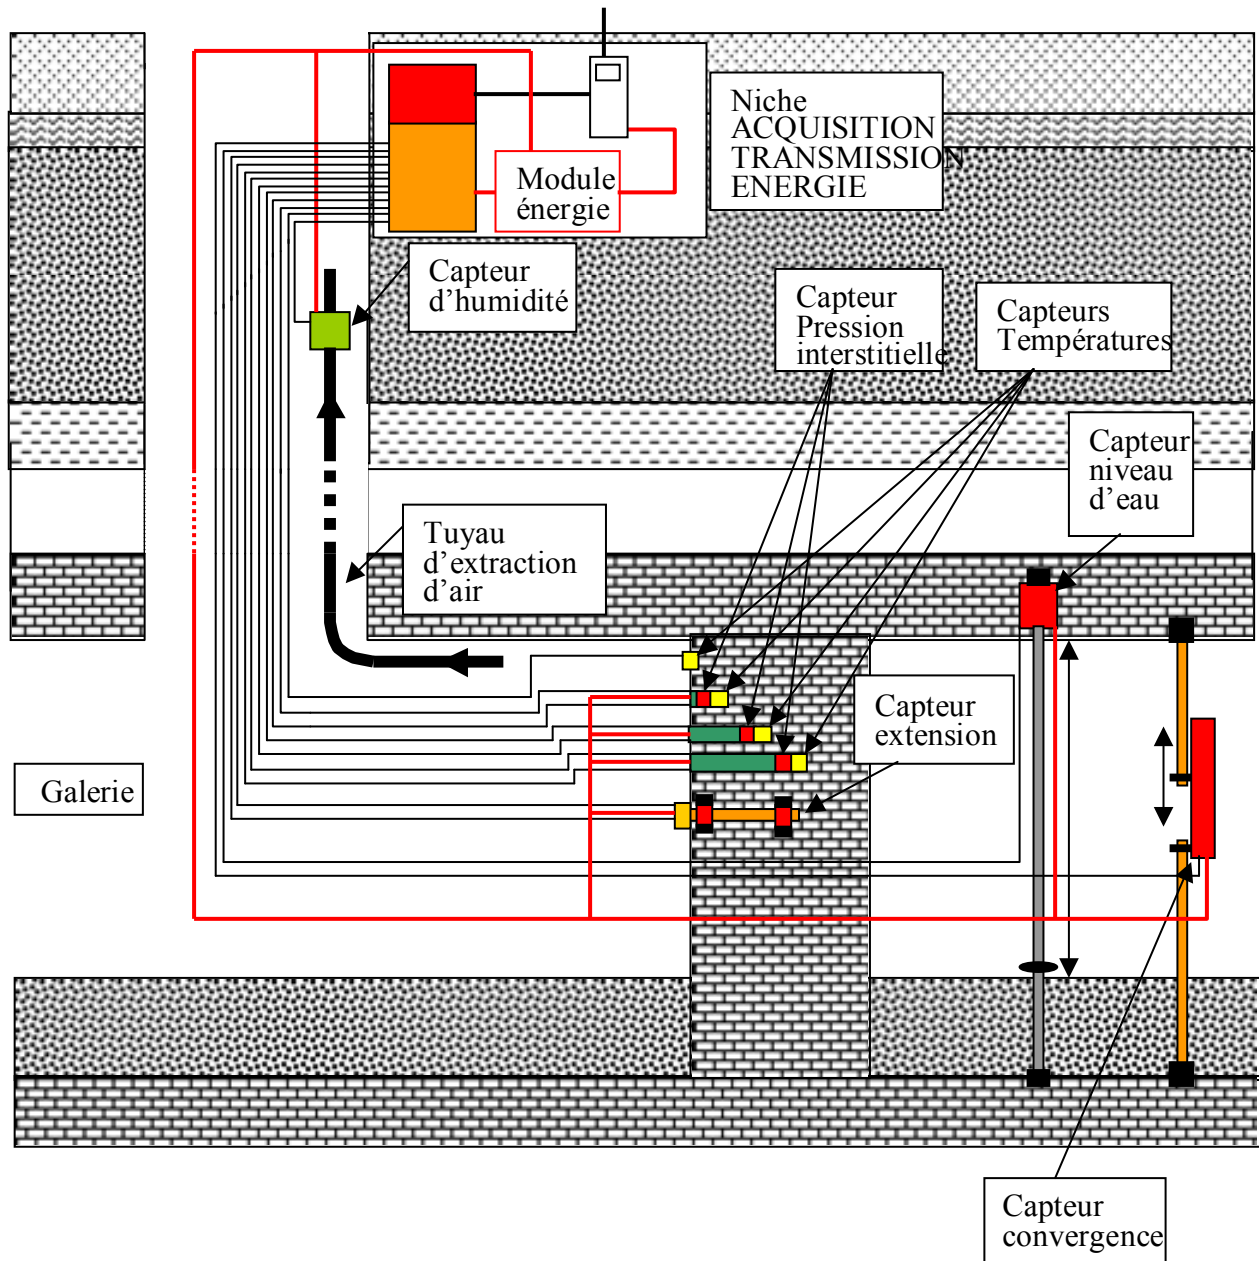 Niche
ACQUISITION
TRANSMISSION
ENERGIE
Module
énergie
Capteur
d’humidité
Capteur
Pression
interstitielle
Capteurs
Températures
Capteur
niveau
d’eau
Tuyau
d’extraction
d’air
Capteur
extension
Galerie
Capteur
convergence